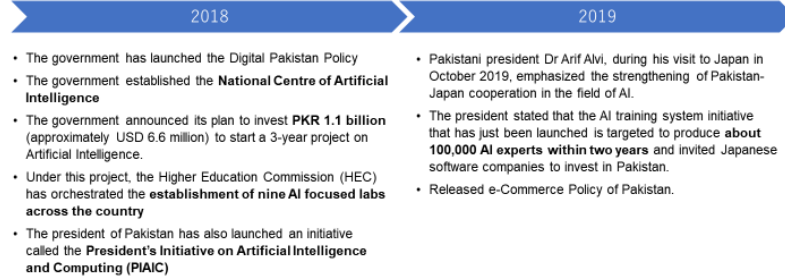 2018
• The government has launched the Digital Pakistan Policy
• The government established the National Centre of Artificial
Intelligence
• The government announced its plan to invest PKR 1.1 billion
(approximately USD 6.6 million) to start a 3-year project on
Artificial Intelligence.
• Under this project, the Higher Education Commission (HEC)
has orchestrated the establishment of nine AI focused labs
across the country
• The president of Pakistan has also launched an initiative
called the President's Initiative on Artificial Intelligence
and Computing (PIAIC)
2019
• Pakistani president Dr Arif Alvi, during his visit to Japan in
October 2019, emphasized the strengthening of Pakistan-
Japan cooperation in the field of AI.
• The president stated that the AI training system initiative
that has just been launched is targeted to produce about
100,000 AI experts within two years and invited Japanese
software companies to invest in Pakistan.
• Released e-Commerce Policy of Pakistan.